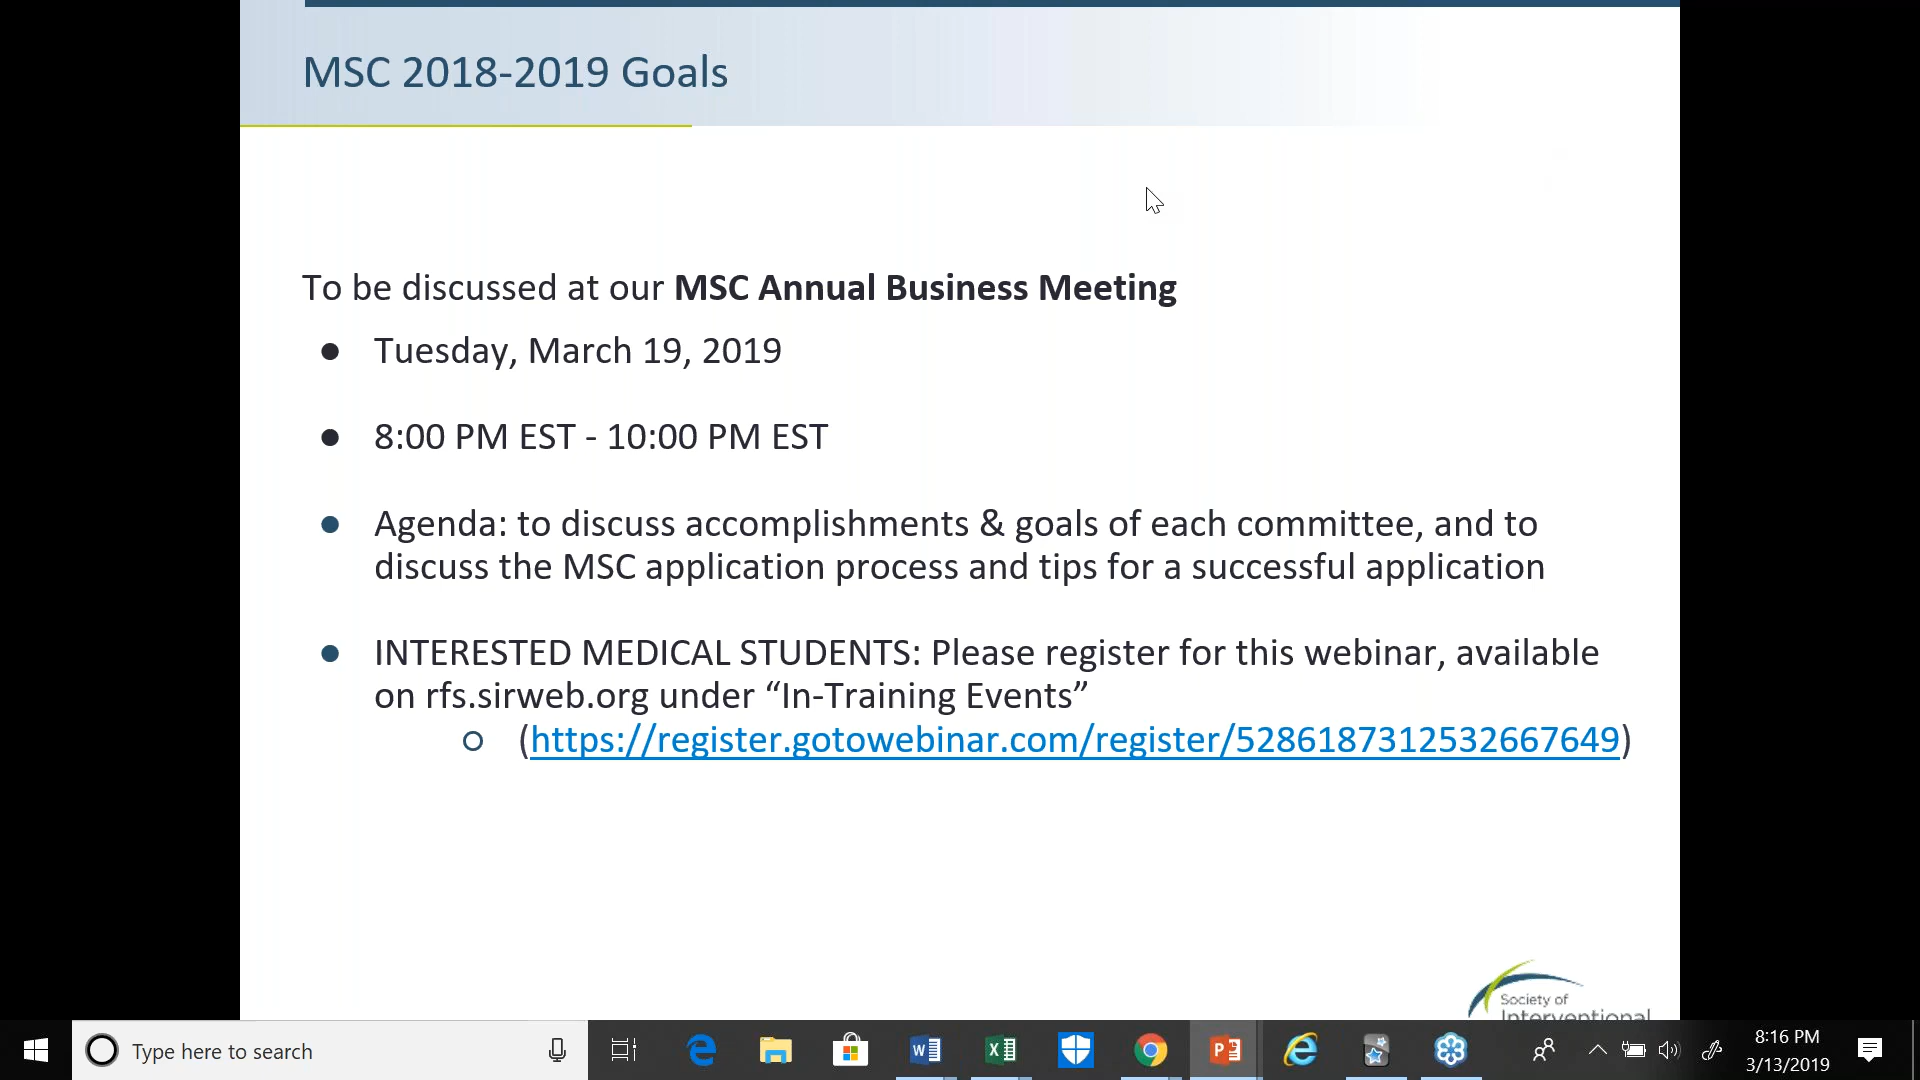 MSC 2018-2019 Goals
To be discussed at our MSC Annual Business Meeting
● Tuesday, March 19, 2019
● 8:00 PM EST - 10:00 PM EST
● Agenda: to discuss accomplishments & goals of each committee, and to
discuss the MSC application process and tips for a successful application
● INTERESTED MEDICAL STUDENTS: Please register for this webinar, available
on rfs.sirweb.org under “In-Training Events”
○ (https://register.gotowebinar.com/register/5286187312532667649)
Society of
Interventional
Type here to search
8:16 PM
3/13/2019